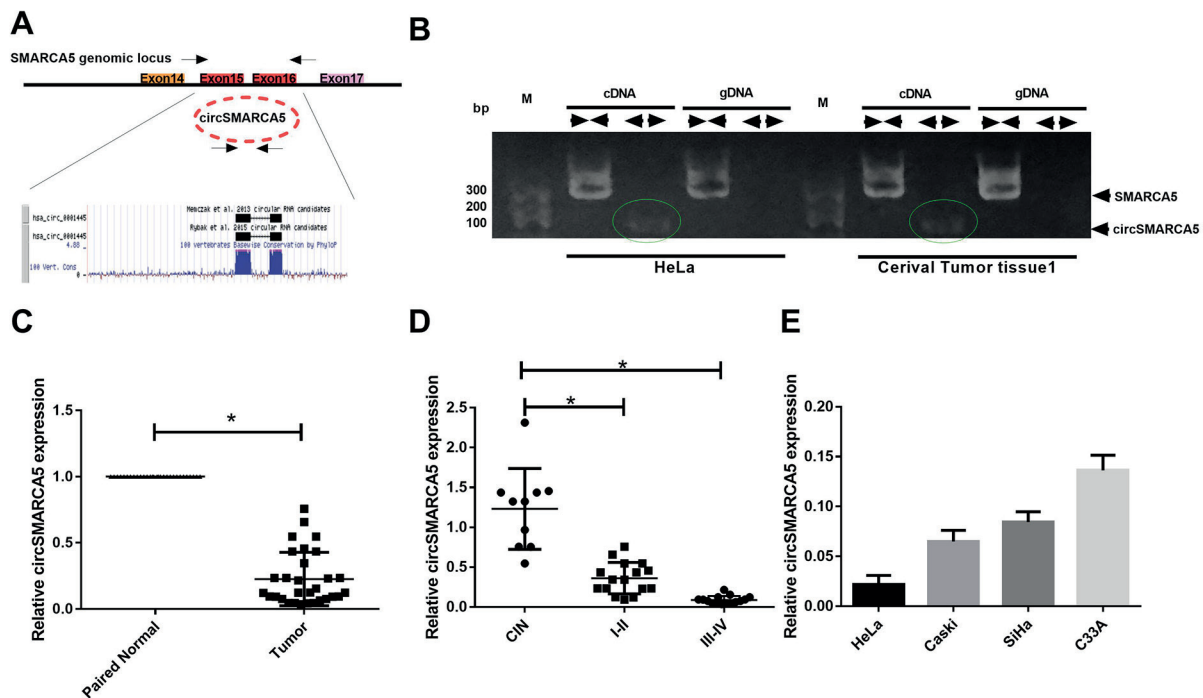 A
SMARCA5 genomic locus
Exon14 Exon15 Exon16 Exon17
circSMARCA5
Memczak et al. 2013 circular RNA candidates
hsa_circ_0001445
Rybak et al. 2015 circular RNA candidates
hsa_circ_0001445
4.88
100 vertebrates Basewise Conservation by PhyloP
100 Vert. Cons
0
B
bp M cDNA gDNA M cDNA gDNA
300
200
100
SMARCA5
circSMARCA5
HeLa Cerival Tumor tissue1
C
Relative circSMARCA5 expression
1.5
1.0
0.5
0.0
*
Paired Normal
Tumor
D
Relative circSMARCA5 expression
2.5
2.0
1.5
1.0
0.5
0.0
*
*
CIN
I-II
III-IV
E
Relative circSMARCA5 expression
0.20
0.15
0.10
0.05
0.00
HeLa
Caski
SiHa
C33A